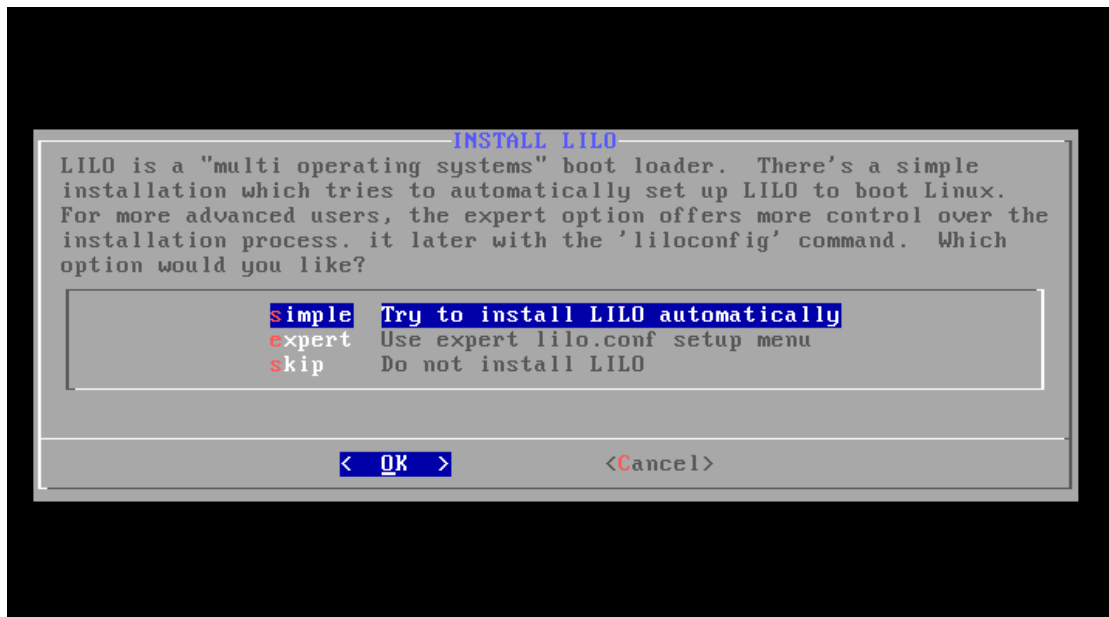 INSTALL LILO
LILO is a "multi operating systems" boot loader.  There's a simple
installation which tries to automatically set up LILO to boot Linux.
For more advanced users, the expert option offers more control over the
installation process. it later with the 'liloconfig' command.  Which
option would you like?
simple  Try to install LILO automatically
expert  Use expert lilo.conf setup menu
skip    Do not install LILO
<  OK  >          <Cancel>